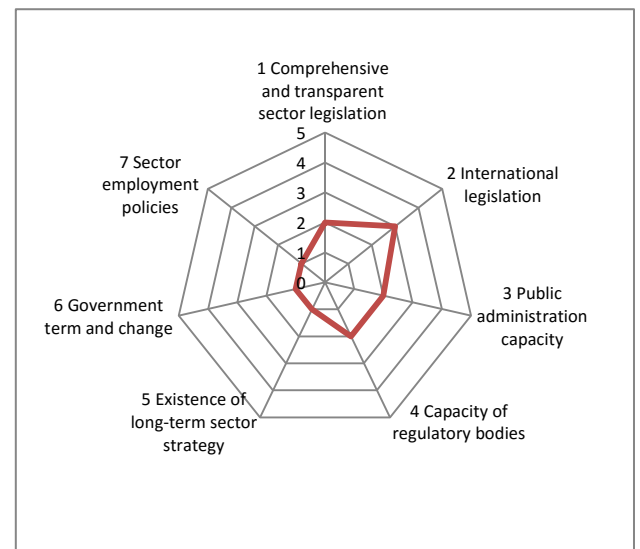 1 Comprehensive
and transparent
sector legislation
5
4
3
2
1
0
2 International
legislation
3 Public
administration
capacity
4 Capacity of
regulatory bodies
5 Existence of
long-term sector
strategy
6 Government
term and change
7 Sector
employment
policies